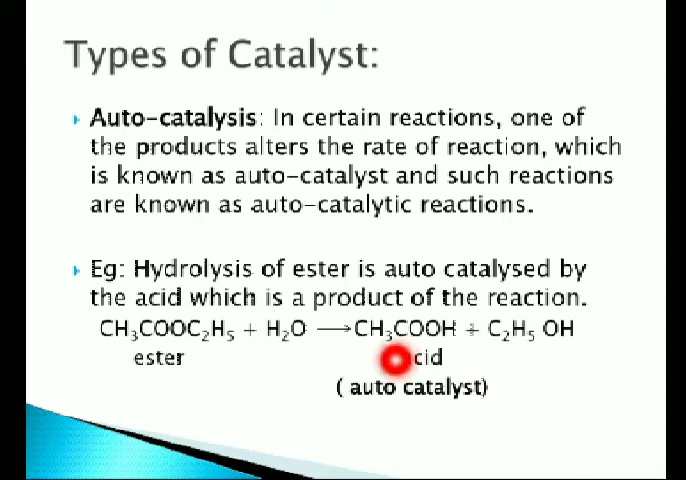 Types of Catalyst:
Auto-catalysis: In certain reactions, one of
the products alters the rate of reaction, which
is known as auto-catalyst and such reactions
are known as auto-catalytic reactions.
Eg: Hydrolysis of ester is auto catalysed by
the acid which is a product of the reaction.
CH₃COOC₂H₅ + H₂O ⟶CH₃COOH + C₂H₅ OH
ester cid
( auto catalyst)